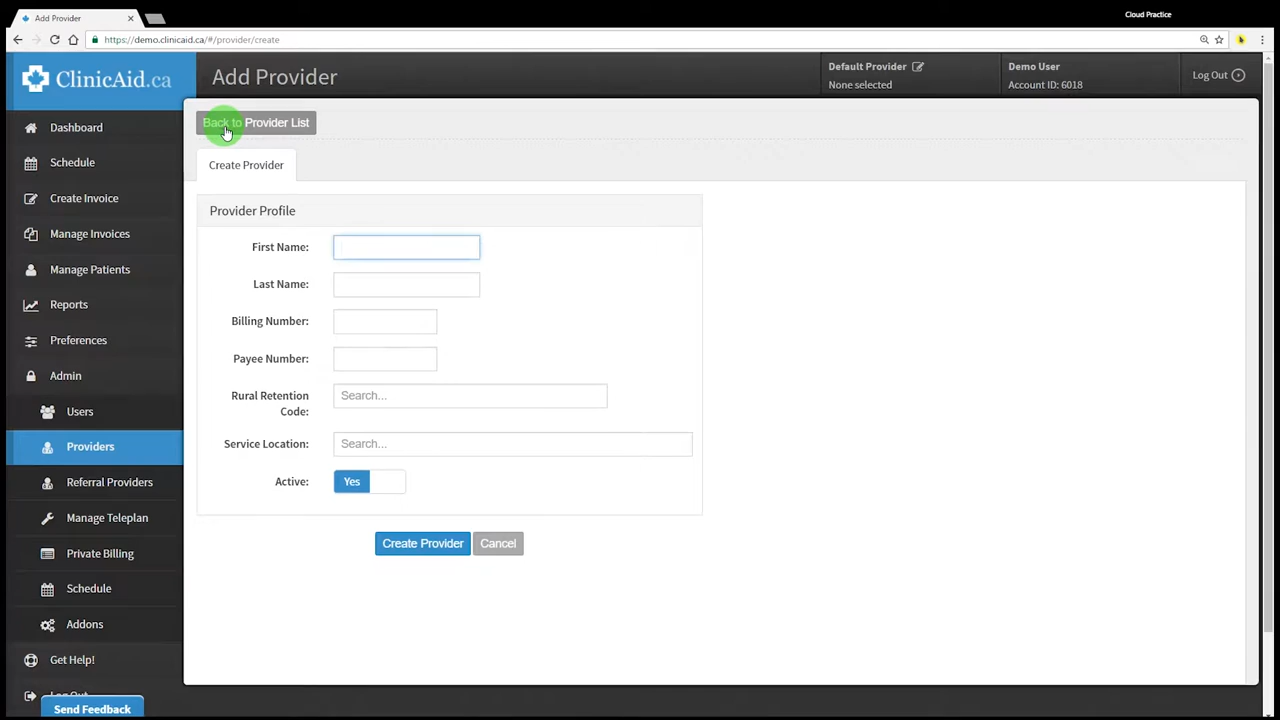 Add Provider
Cloud Practice
https://demo.clinicaid.ca/#/provider/create
ClinicAid.ca
Add Provider
Default Provider
None selected
Demo User
Account ID: 6018
Log Out
Dashboard
Schedule
Create Invoice
Manage Invoices
Manage Patients
Reports
Preferences
Admin
Users
Providers
Referral Providers
Manage Teleplan
Private Billing
Schedule
Addons
Get Help!
Log Out
Send Feedback
Back to Provider List
Create Provider
Provider Profile
First Name:
Last Name:
Billing Number:
Payee Number:
Rural Retention
Code:
Search...
Service Location:
Search...
Active:
Yes
Create Provider
Cancel